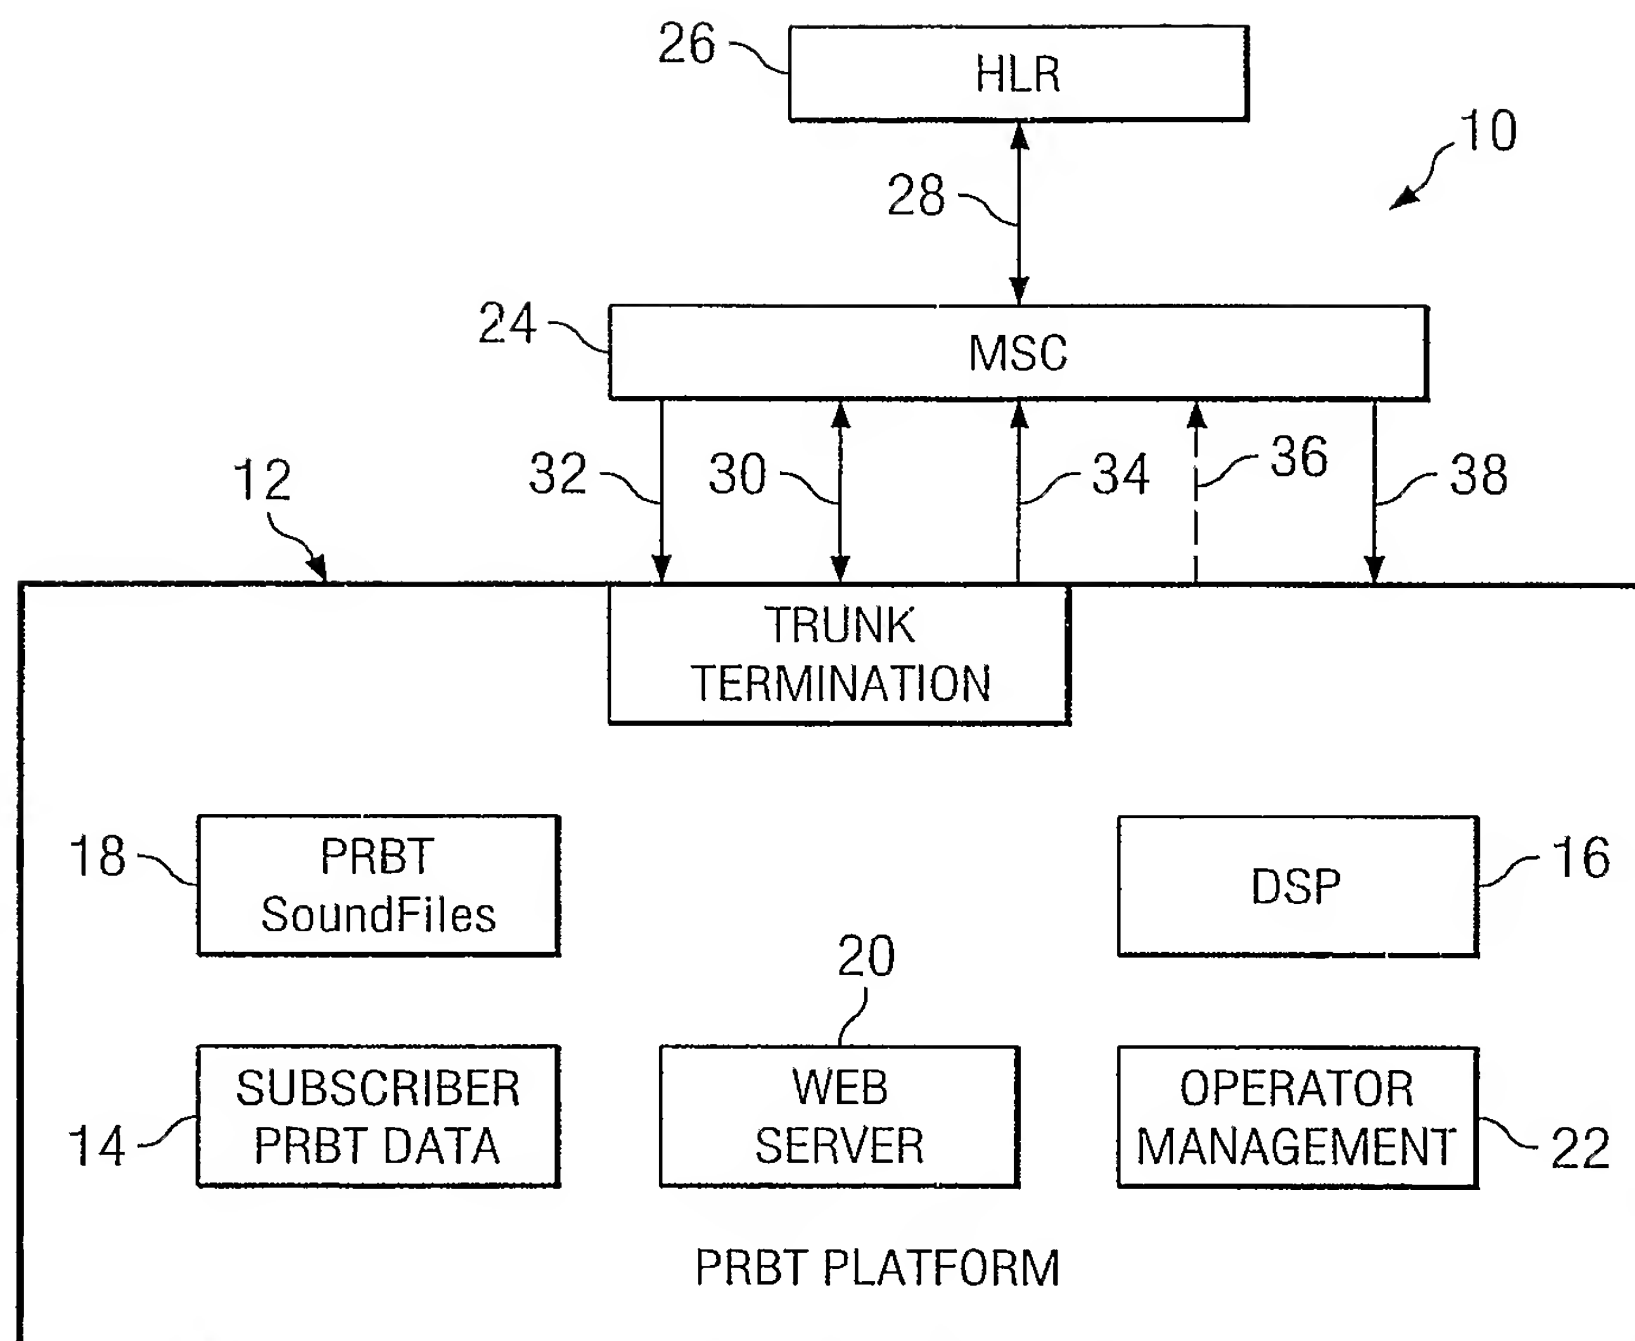 26
HLR
10
28
24
MSC
12
32
30
34
36
38
TRUNK
TERMINATION
18
PRBT
SoundFiles
DSP
16
20
14
SUBSCRIBER
PRBT DATA
WEB
SERVER
OPERATOR
MANAGEMENT
22
PRBT PLATFORM